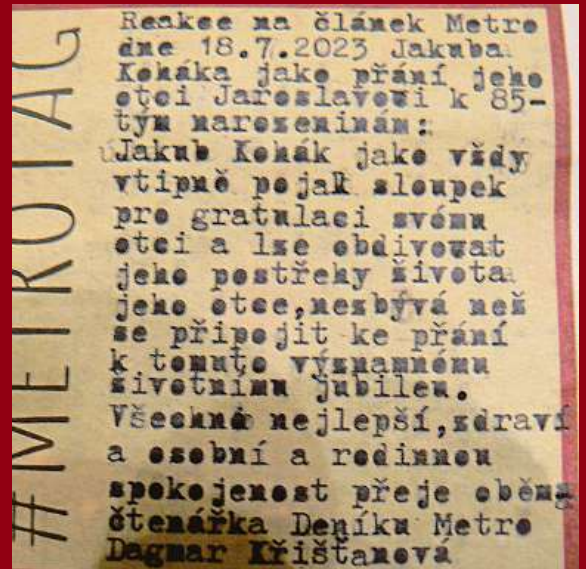 #METROTAG
Reakce na článek Metro
dne 18.7.2023 Jakuba
Koháka jako přání jeho
otci Jaroslavovi k 85-
tým narozeninám:
Jakub Kohák jako vždy
vtipně pojal sloupek
pro gratulaci svému
otci a lze obdivovat
jeho postřehy života
jeho otce,nezbývá než
se připojit ke přání
k tomuto významnému
životnímu jubileu.
Všechno nejlepší,zdraví
a osobní a rodinnou
spokojenost přeje oběma
čtenářka Deníku Metro
Dagmar Křišťanová